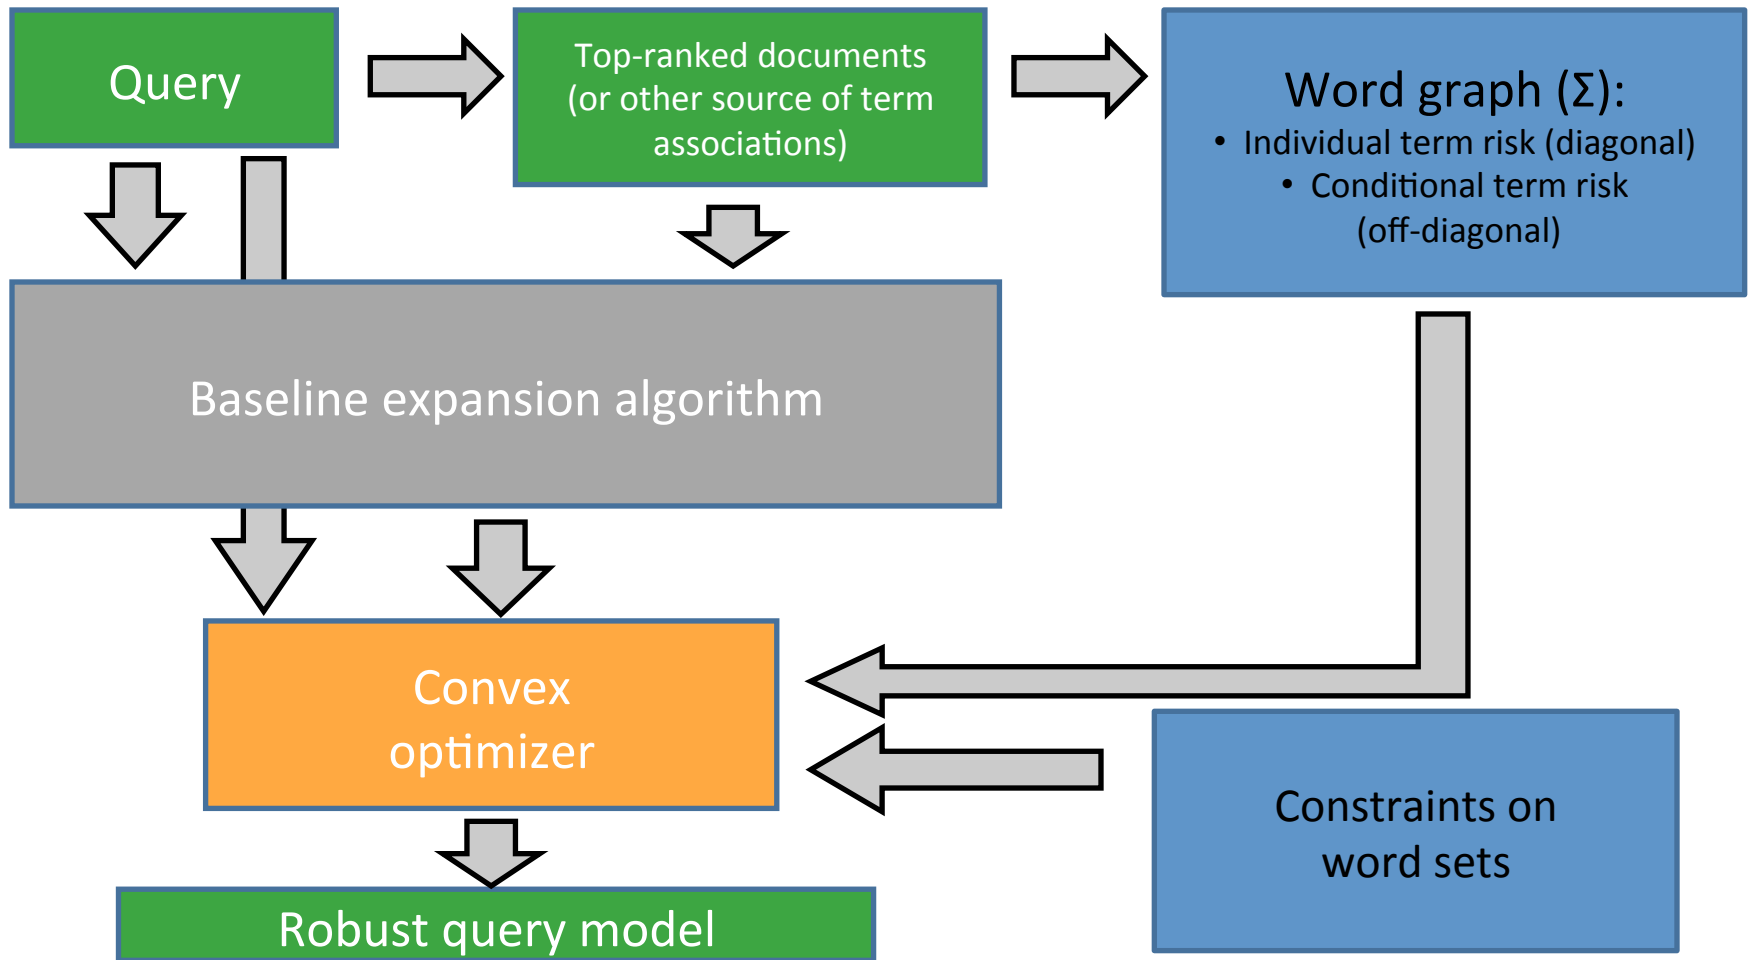 Query
Top-ranked documents
(or other source of term
associations)
Word graph (Σ):
• Individual term risk (diagonal)
• Conditional term risk
(off-diagonal)
Baseline expansion algorithm
Convex
optimizer
Constraints on
word sets
Robust query model